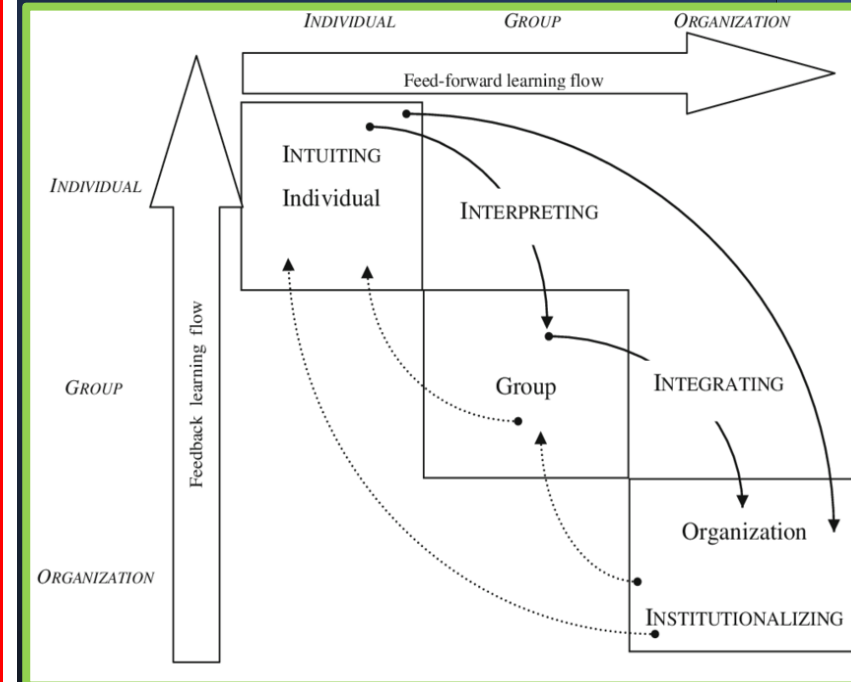 INDIVIDUAL GROUP ORGANIZATION
Feed-forward learning flow
INTUITING
Individual
INDIVIDUAL
INTERPRETING
Feedback learning flow
GROUP
Group
INTEGRATING
Organization
ORGANIZATION
INSTITUTIONALIZING